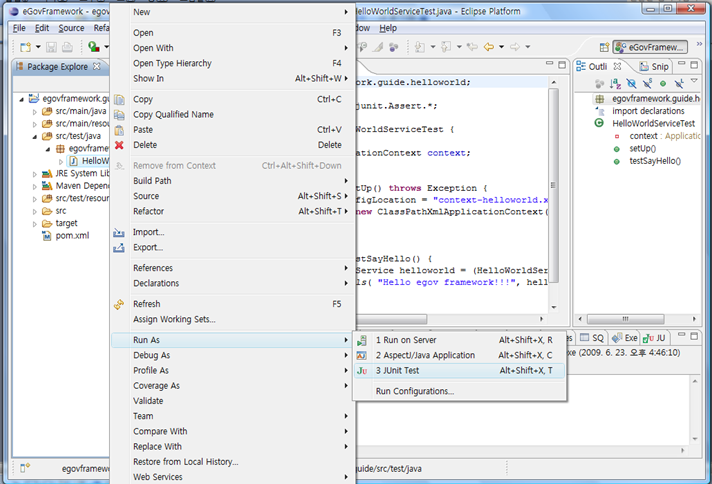 eGovFramework - egov
HelloWorldServiceTest.java - Eclipse Platform
File Edit Source Refa
dow Help
eGovFramew...
Package Explore
Outli
Snip
egovframework.gu
src/main/java
src/main/resou
src/test/java
egovframe
HelloW
JRE System Lib
Maven Depend
src/test/resour
src
target
pom.xml
New
Open F3
Open With
Open Type Hierarchy F4
Show In Alt+Shift+W
Copy Ctrl+C
Copy Qualified Name
Paste Ctrl+V
Delete Delete
Remove from Context Ctrl+Alt+Shift+Down
Build Path
Source Alt+Shift+S
Refactor Alt+Shift+T
Import...
Export...
References
Declarations
Refresh F5
Assign Working Sets...
Run As
Debug As
Profile As
Coverage As
Validate
Team
Compare With
Replace With
Restore from Local History...
Web Services
1 Run on Server Alt+Shift+X, R
2 AspectJ/Java Application Alt+Shift+X, C
3 JUnit Test Alt+Shift+X, T
Run Configurations...
ork.guide.helloworld;
junit.Assert.*;
WorldServiceTest {
ationContext context;
etUp() throws Exception {
figLocation = "context-helloworld.x
new ClassPathXmlApplicationContext(
stSayHello() {
Service helloworld = (HelloWorldSer
ls( "Hello egov framework!!!", hell
egovframework.guide.he
import declarations
HelloWorldServiceTest
context : Applicatio
setUp()
testSayHello()
es SQ Exe JU
xe (2009. 6. 23. 오후 4:46:10)
egovframew
guide/src/test/java